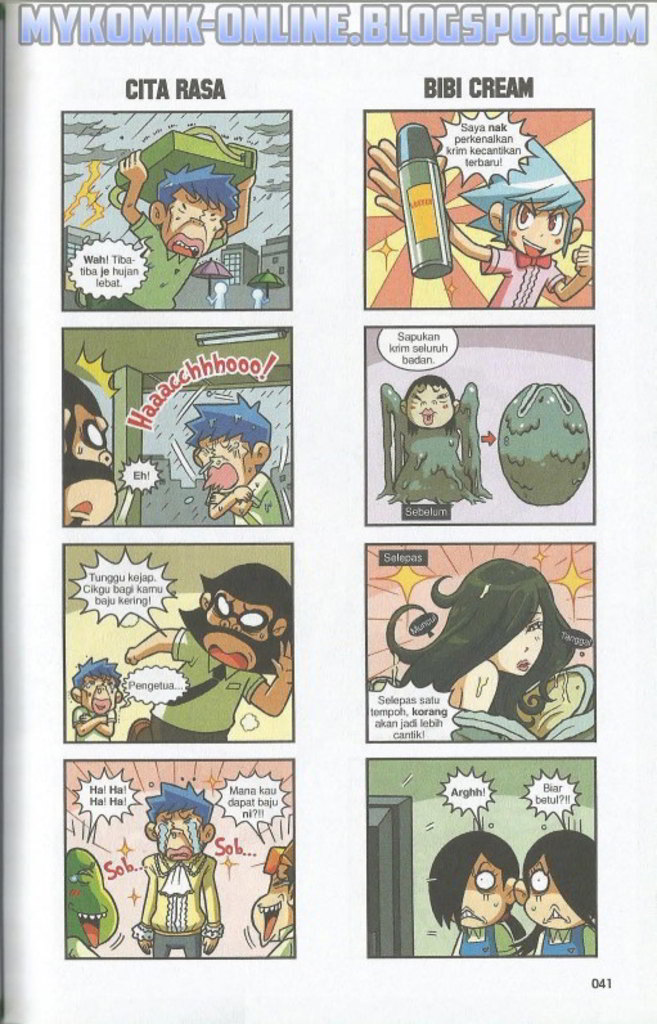 MYKOMIK-ONLINE.BLOGSPOT.COM
CITA RASA
Wah! Tiba-
tiba je hujan
lebat.
Haaacchhhooo!
Eh!
Tunggu kejap.
Cikgu bagi kamu
baju kering!
Pengetua...
Ha! Ha!
Ha! Ha!
Mana kau
dapat baju
ni?!!
Sob...
Sob...
BIBI CREAM
Saya nak
perkenalkan
krim kecantikan
terbaru!
Sapukan
krim seluruh
badan.
Sebelum
Selepas
Muncul
Tanggal
Selepas satu
tempoh, korang
akan jadi lebih
cantik!
Arghh!
Biar
betul?!!
041